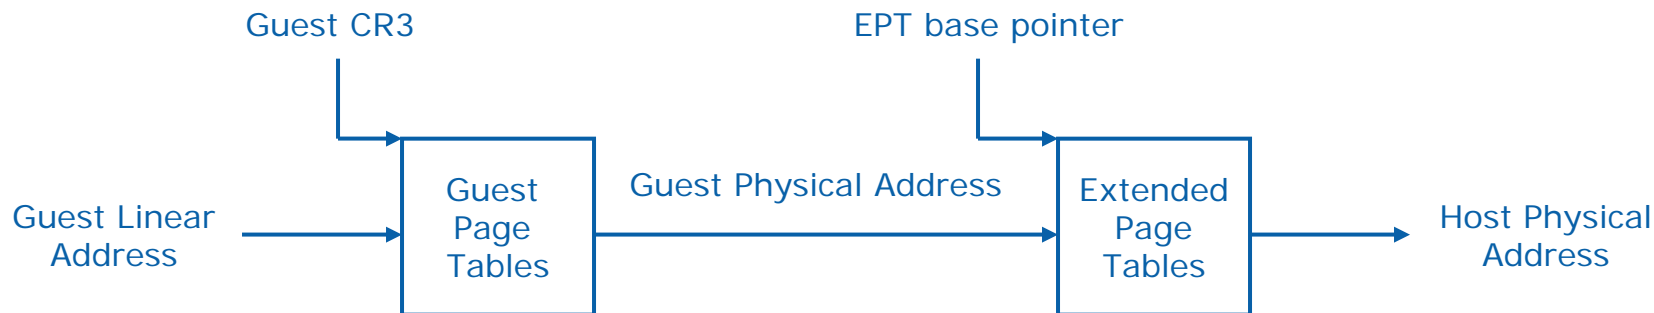 Guest CR3
EPT base pointer
Guest Linear
Address
Guest
Page
Tables
Guest Physical Address
Extended
Page
Tables
Host Physical
Address